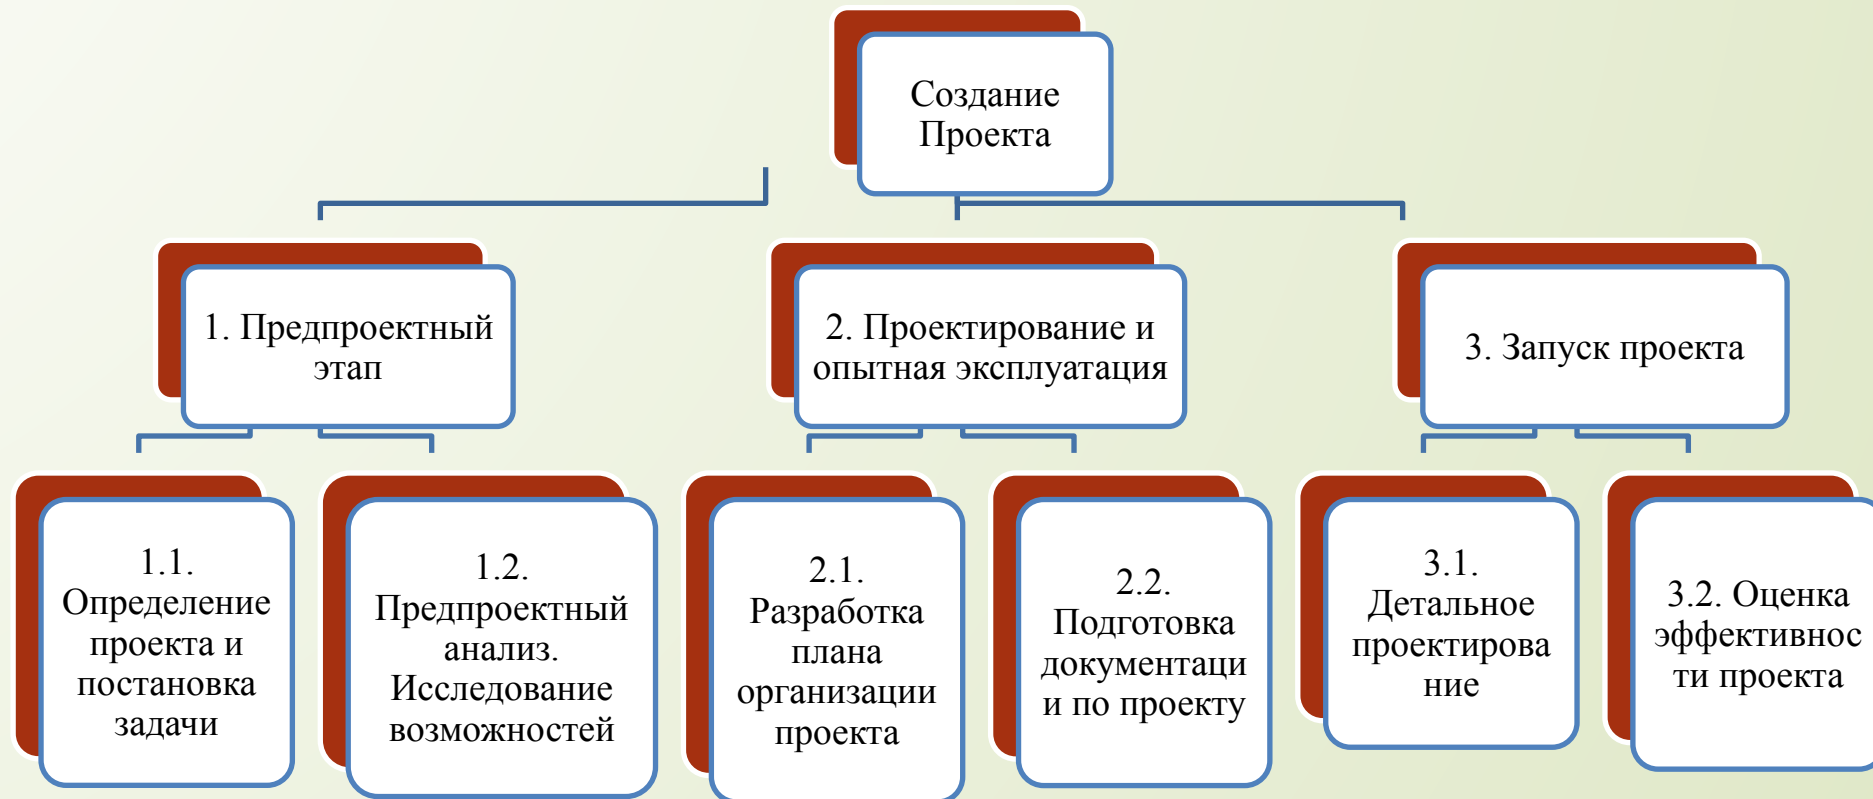 Создание
Проекта
1. Предпроектный
этап
2. Проектирование и
опытная эксплуатация
3. Запуск проекта
1.1.
Определение
проекта и
постановка
задачи
1.2.
Предпроектный
анализ.
Исследование
возможностей
2.1.
Разработка
плана
организации
проекта
2.2.
Подготовка
документаци
и по проекту
3.1.
Детальное
проектирова
ние
3.2. Оценка
эффективнос
ти проекта